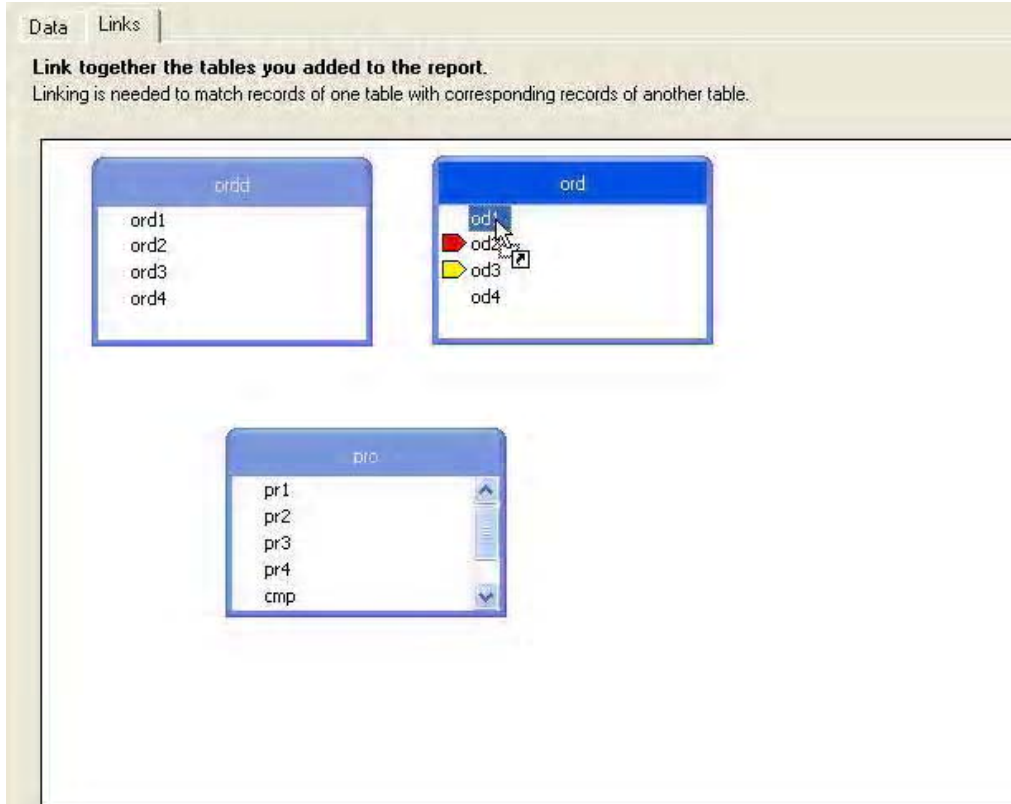 Data Links
Link together the tables you added to the report.
Linking is needed to match records of one table with corresponding records of another table.
ordd
ord1
ord2
ord3
ord4
ord
od1
od2
od3
od4
pro
pr1
pr2
pr3
pr4
cmp